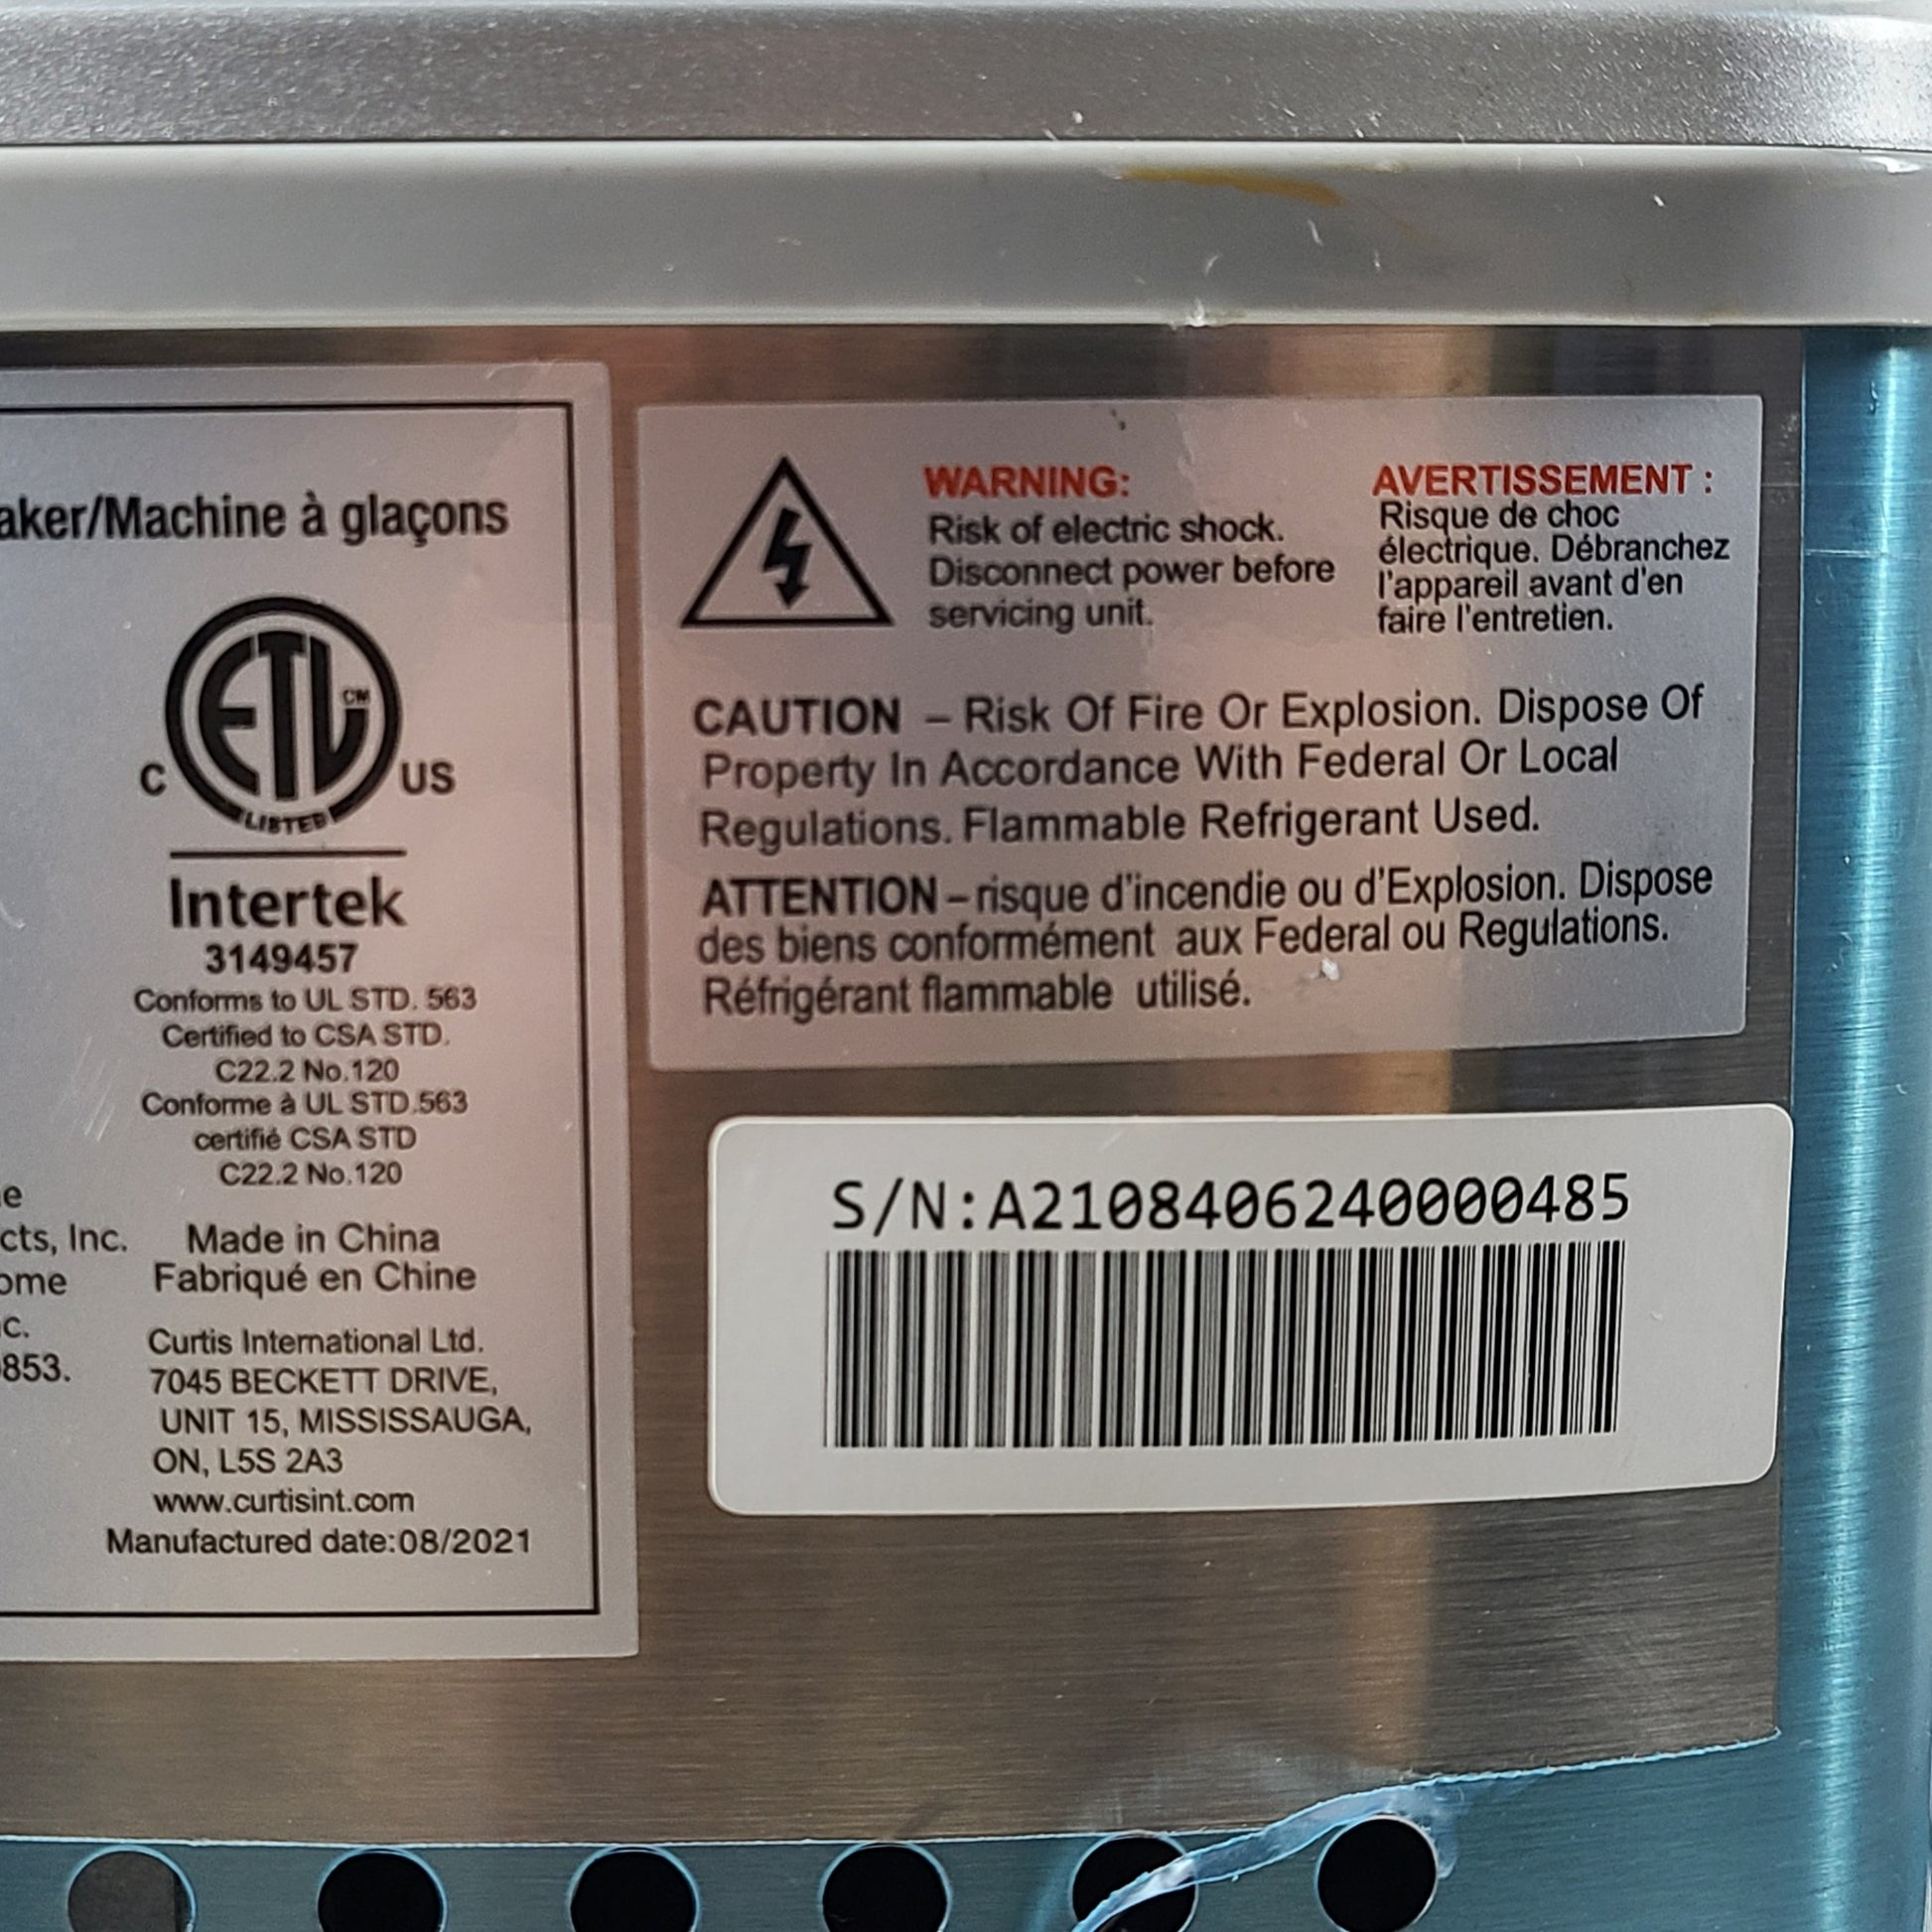 aker/Machine à glaçons
ETL
CM
C
US
LISTED
Intertek
3149457
Conforms to UL STD. 563
Certified to CSA STD.
C22.2 No.120
Conforme à UL STD.563
certifié CSA STD
C22.2 No.120
e
cts, Inc.
ome
c.
853.
Made in China
Fabriqué en Chine
Curtis International Ltd.
7045 BECKETT DRIVE,
UNIT 15, MISSISSAUGA,
ON, L5S 2A3
www.curtisint.com
Manufactured date:08/2021
WARNING:
Risk of electric shock.
Disconnect power before
servicing unit.
AVERTISSEMENT :
Risque de choc
électrique. Débranchez
l'appareil avant d'en
faire l'entretien.
CAUTION – Risk Of Fire Or Explosion. Dispose Of
Property In Accordance With Federal Or Local
Regulations. Flammable Refrigerant Used.
ATTENTION – risque d'incendie ou d'Explosion. Dispose
des biens conformément aux Federal ou Regulations.
Réfrigérant flammable utilisé.
S/N:A2108406240000485